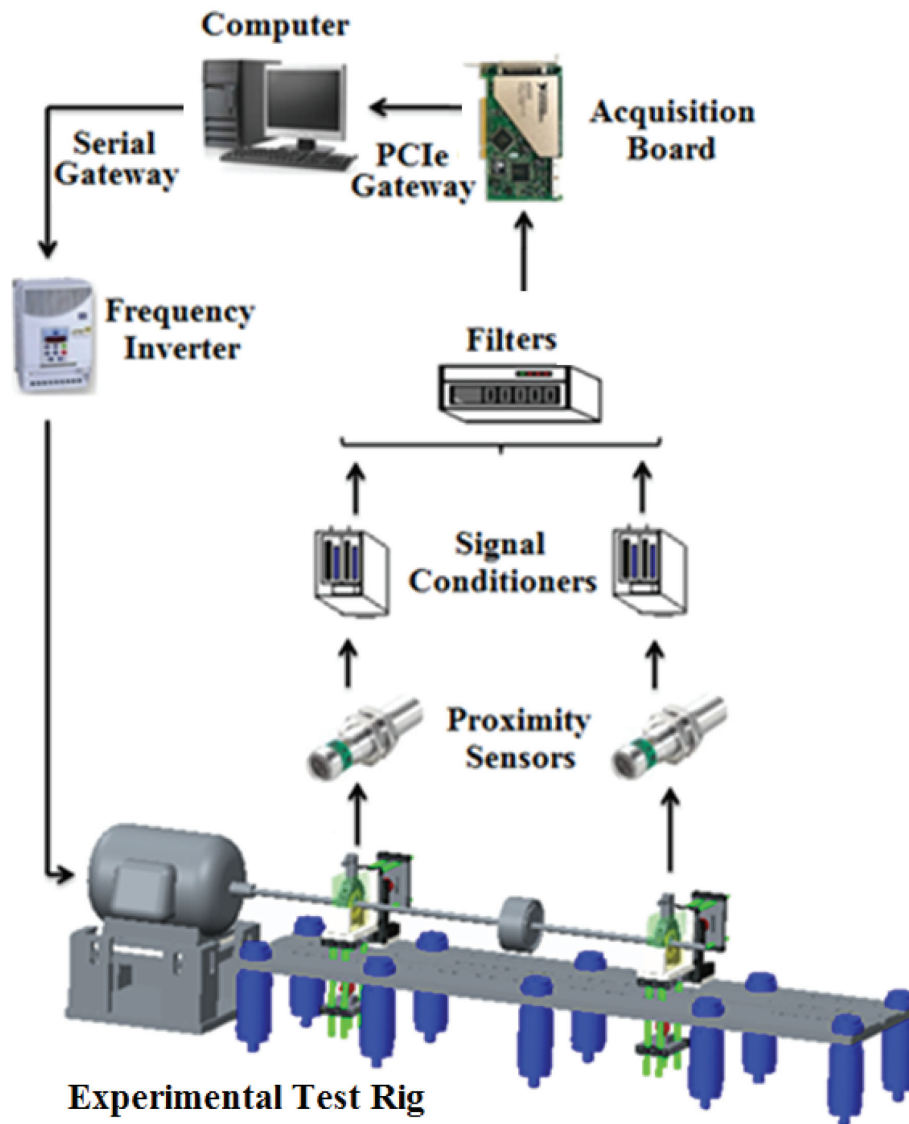 Computer
Acquisition
Board
Serial
Gateway
PCIe
Gateway
Frequency
Inverter
Filters
Signal
Conditioners
Proximity
Sensors
Experimental Test Rig